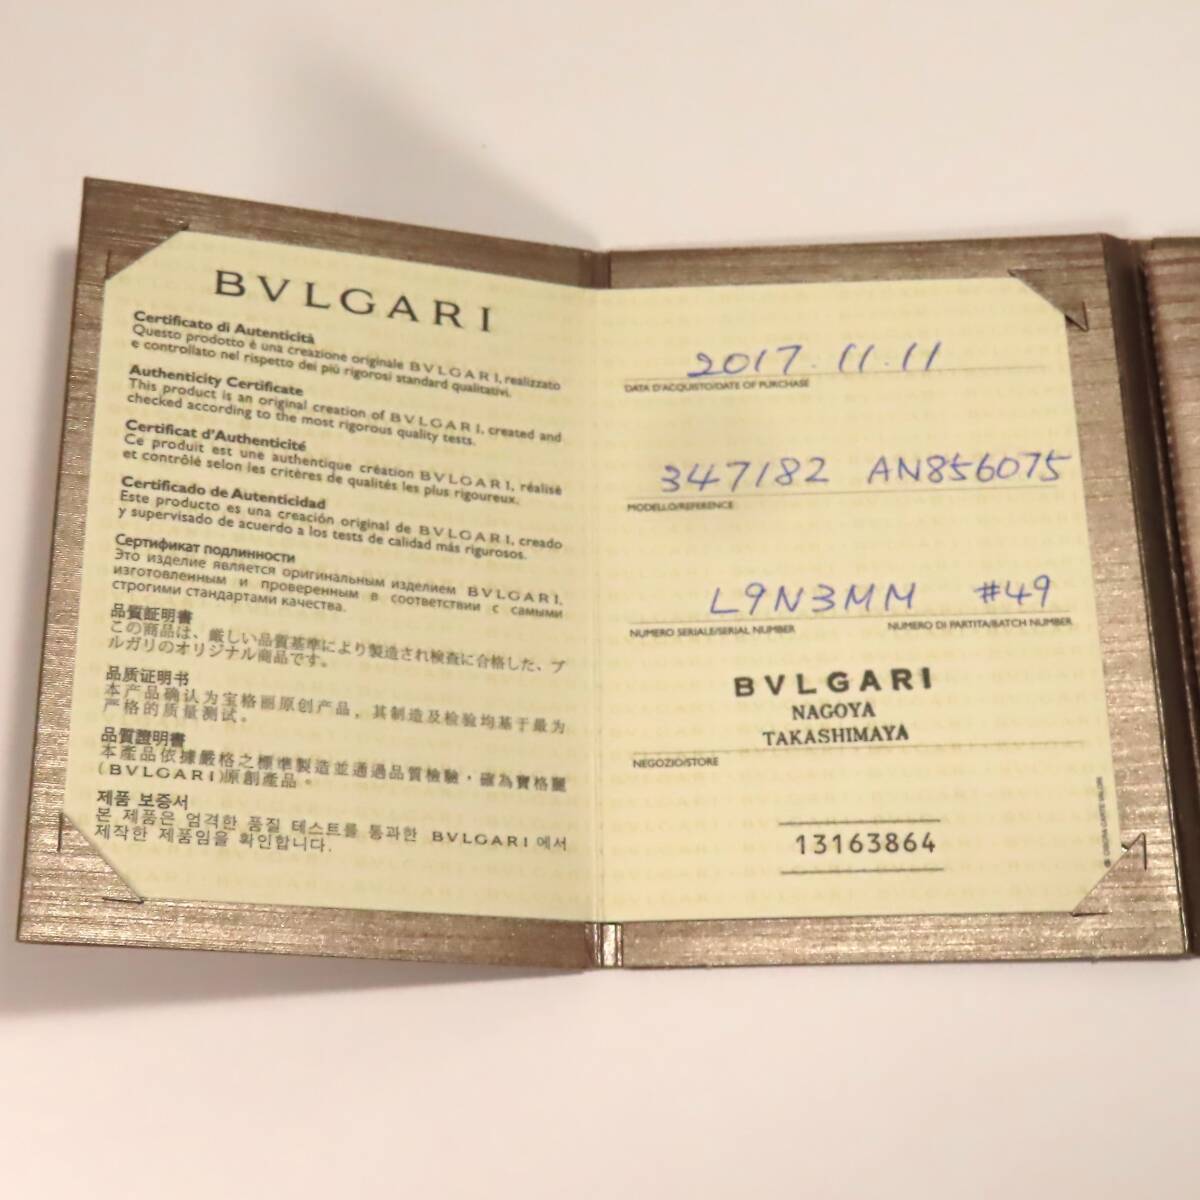 BVLGARI
Certificato di Autenticità
Questo prodotto è una creazione originale BVLGARI, realizzato
e controllato nel rispetto dei più rigorosi standard qualitativi.
Authenticity Certificate
This product is an original creation of BVLGARI, created and
checked according to the most rigorous quality tests.
Certificat d'Authenticité
Ce produit est une authentique création BVLGARI, réalisé
et contrôlé selon les critères de qualités les plus rigoureux.
Certificado de Autenticidad
Este producto es una creación original de BVLGARI, creado
y supervisado de acuerdo a los tests de calidad más rigurosos.
Сертификат подлинности
Это изделие является оригинальным изделием BVLGARI,
изготовленным и проверенным в соответствии с самыми
строгими стандартами качества.
品質証明書
この商品は、厳しい品質基準により製造され検査に合格した、ブ
ルガリのオリジナル商品です。
品质证明书
本产品确认为宝格丽原创产品，其制造及检验均基于最为
严格的质量测试。
品質證明書
本產品依據嚴格之標準製造並通過品質檢驗，確為寶格麗
(BVLGARI)原創產品。
제품 보증서
본 제품은 엄격한 품질 테스트를 통과한 BVLGARI 에서
제작한 제품임을 확인합니다.
2017.11.11
DATA D'ACQUISTO/DATE OF PURCHASE
347182 AN856075
MODELLO/REFERENCE
L9N3MM #49
NUMERO SERIALE/SERIAL NUMBER NUMERO DI PARTITA/BATCH NUMBER
BVLGARI
NAGOYA
TAKASHIMAYA
NEGOZIO/STORE
13163864